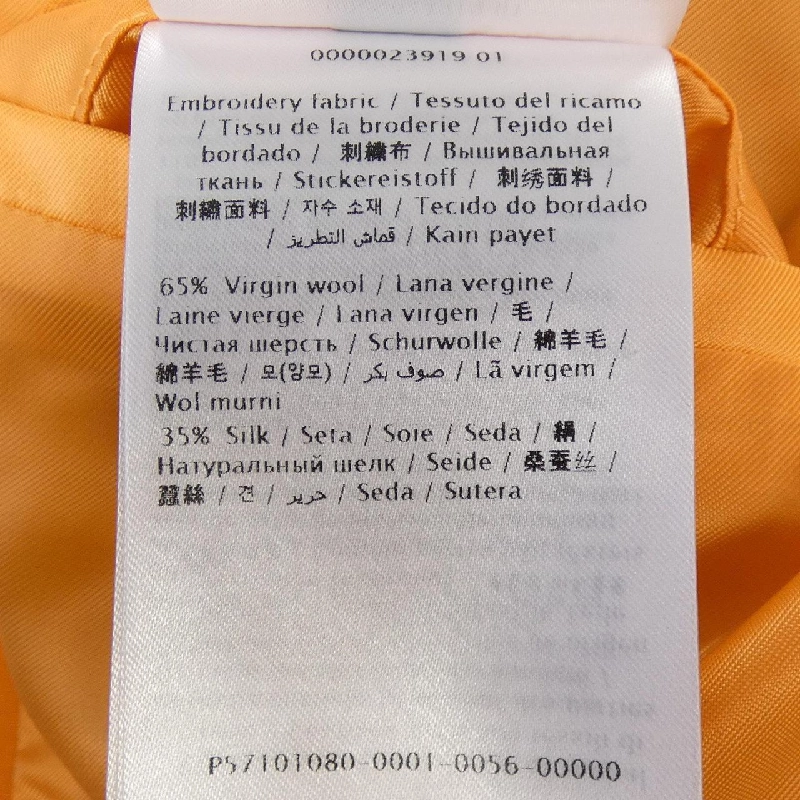 0000023919 01
Embroidery fabric / Tessuto del ricamo
/ Tissu de la broderie / Tejido del
bordado / 刺繍布 / Вышивальная
ткань / Stickereistoff / 刺绣面料 /
刺繡面料 / 자수 소재 / Tecido do bordado
/ قماش التطريز / Kain payet
65% Virgin wool / Lana vergine /
Laine vierge / Lana virgen / 毛 /
Чистая шерсть / Schurwolle / 綿羊毛 /
綿羊毛 / 모(양모) / صوف بكر / Lã virgem /
Wol murni
35% Silk / Seta / Soie / Seda / 絹 /
Натуральный шелк / Seide / 桑蚕丝 /
蠶絲 / 견 / حرير / Seda / Sutera
P57101080-0001-0056-00000